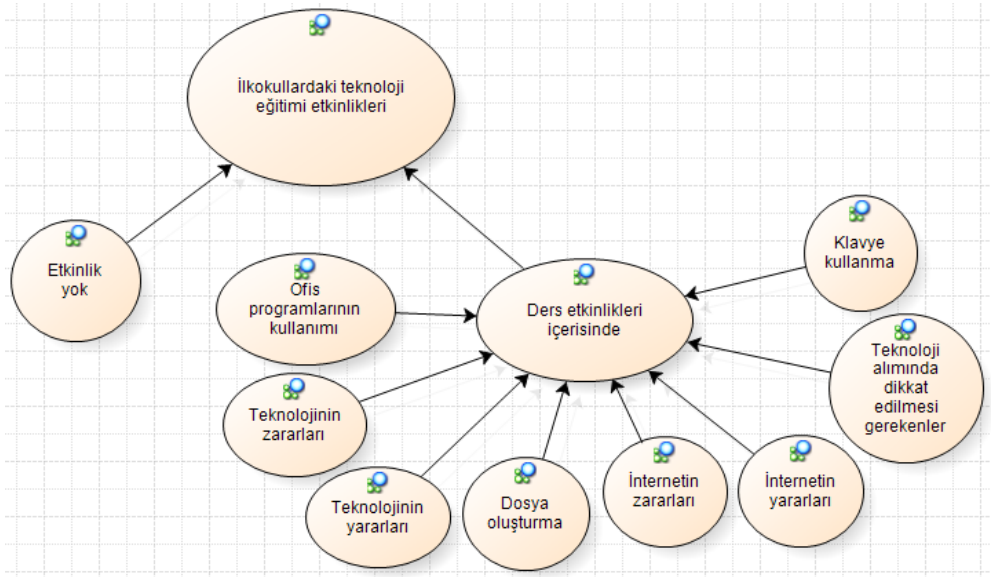 İlkokullardaki teknoloji
eğitimi etkinlikleri
Etkinlik
yok
Ofis
programlarının
kullanımı
Ders etkinlikleri
içerisinde
Klavye
kullanma
Teknoloji
alımında
dikkat
edilmesi
gerekenler
Teknolojinin
zararları
Teknolojinin
yararları
Dosya
oluşturma
İnternetin
zararları
İnternetin
yararları